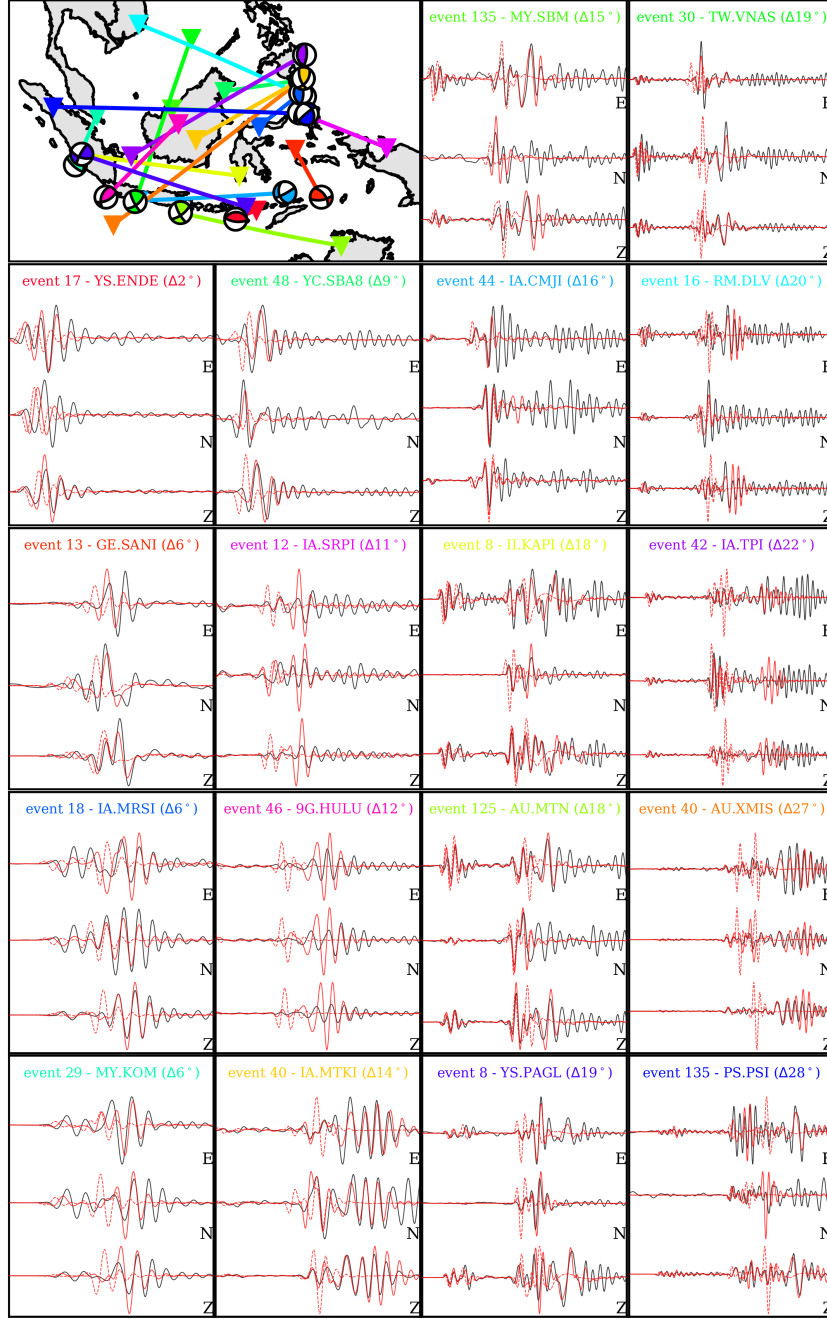 event 135 - MY.SBM (Δ15°)
E
N
Z
event 30 - TW.VNAS (Δ19°)
E
N
Z
event 17 - YS.ENDE (Δ2°)
E
N
Z
event 48 - YC.SBA8 (Δ9°)
E
N
Z
event 44 - IA.CMJI (Δ16°)
E
N
Z
event 16 - RM.DLV (Δ20°)
E
N
Z
event 13 - GE.SANI (Δ6°)
E
N
Z
event 12 - IA.SRPI (Δ11°)
E
N
Z
event 8 - II.KAPI (Δ18°)
E
N
Z
event 42 - IA.TPI (Δ22°)
E
N
Z
event 18 - IA.MRSI (Δ6°)
E
N
Z
event 46 - 9G.HULU (Δ12°)
E
N
Z
event 125 - AU.MTN (Δ18°)
E
N
Z
event 40 - AU.XMIS (Δ27°)
E
N
Z
event 29 - MY.KOM (Δ6°)
E
N
Z
event 40 - IA.MTKI (Δ14°)
E
N
Z
event 8 - YS.PAGL (Δ19°)
E
N
Z
event 135 - PS.PSI (Δ28°)
E
N
Z